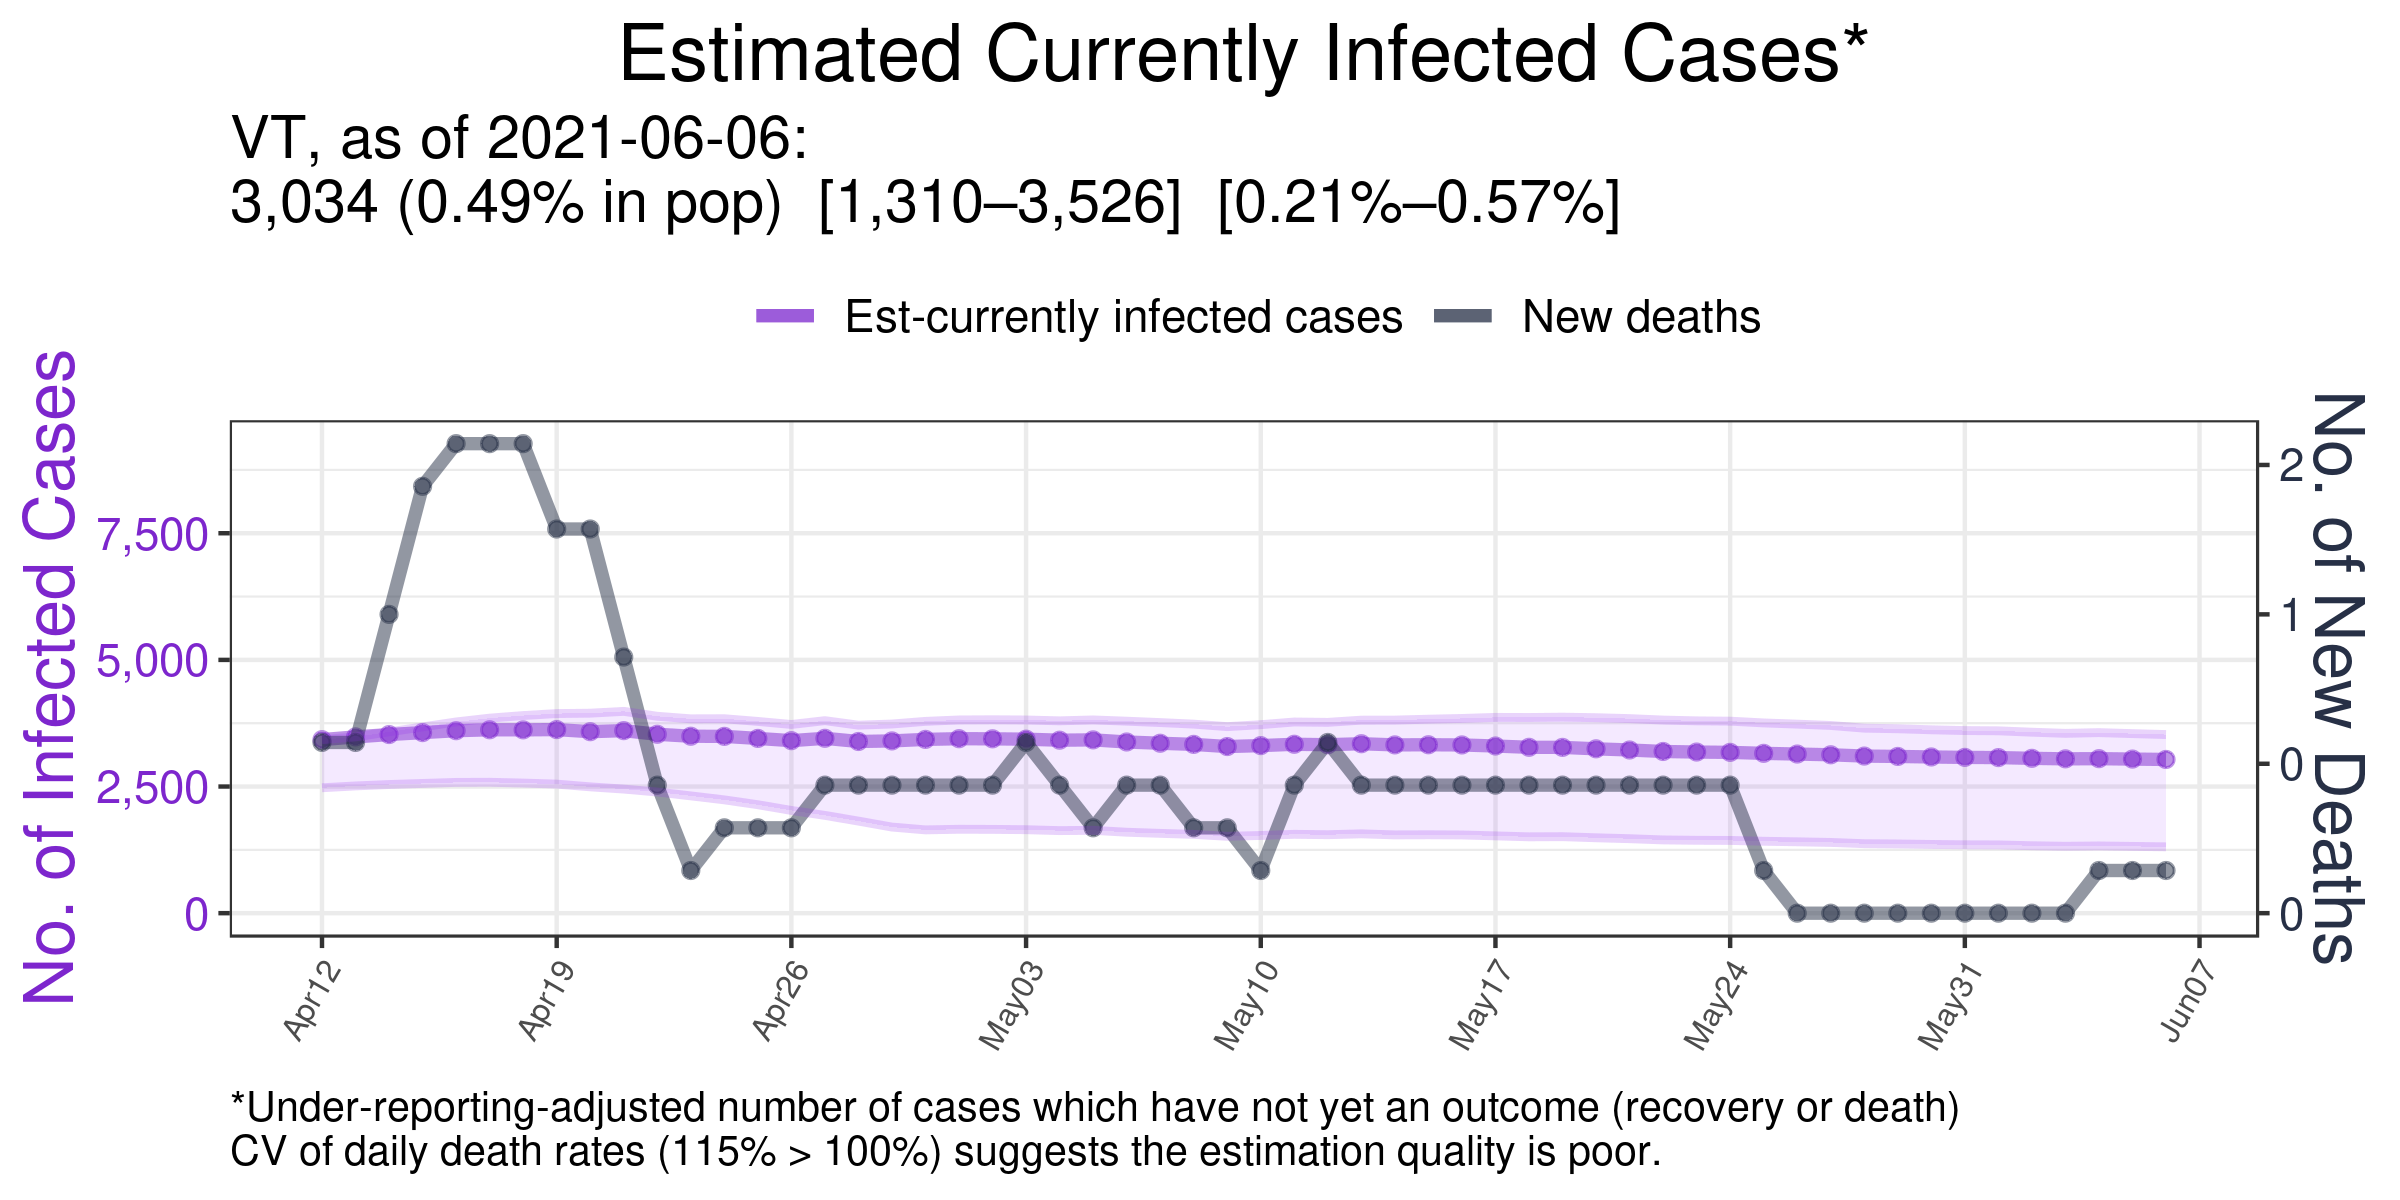 Estimated Currently Infected Cases*
VT, as of 2021-06-06:
3,034 (0.49% in pop)  [1,310–3,526]  [0.21%–0.57%]
Est-currently infected cases
New deaths
No. of Infected Cases
7,500
5,000
2,500
0
No. of New Deaths
2
1
0
0
Apr12
Apr19
Apr26
May03
May10
May17
May24
May31
Jun07
*Under-reporting-adjusted number of cases which have not yet an outcome (recovery or death)
CV of daily death rates (115% > 100%) suggests the estimation quality is poor.